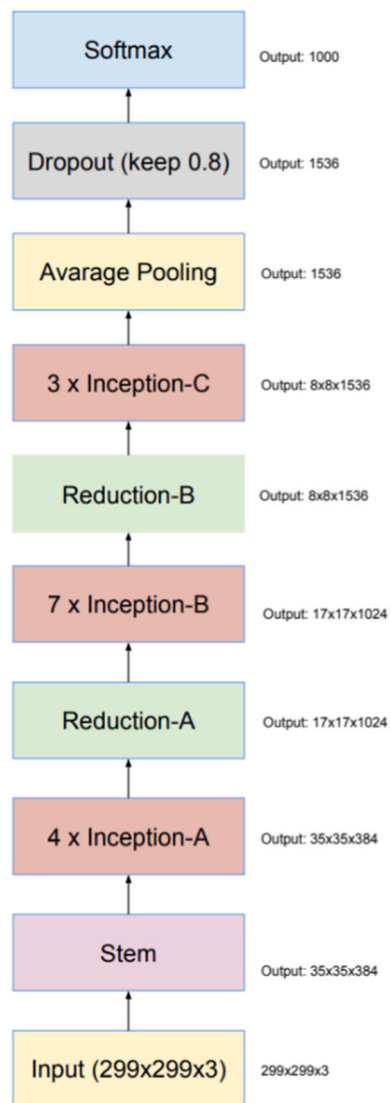 Softmax
Output: 1000
Dropout (keep 0.8)
Output: 1536
Avarage Pooling
Output: 1536
3 x Inception-C
Output: 8x8x1536
Reduction-B
Output: 8x8x1536
7 x Inception-B
Output: 17x17x1024
Reduction-A
Output: 17x17x1024
4 x Inception-A
Output: 35x35x384
Stem
Output: 35x35x384
Input (299x299x3)
299x299x3